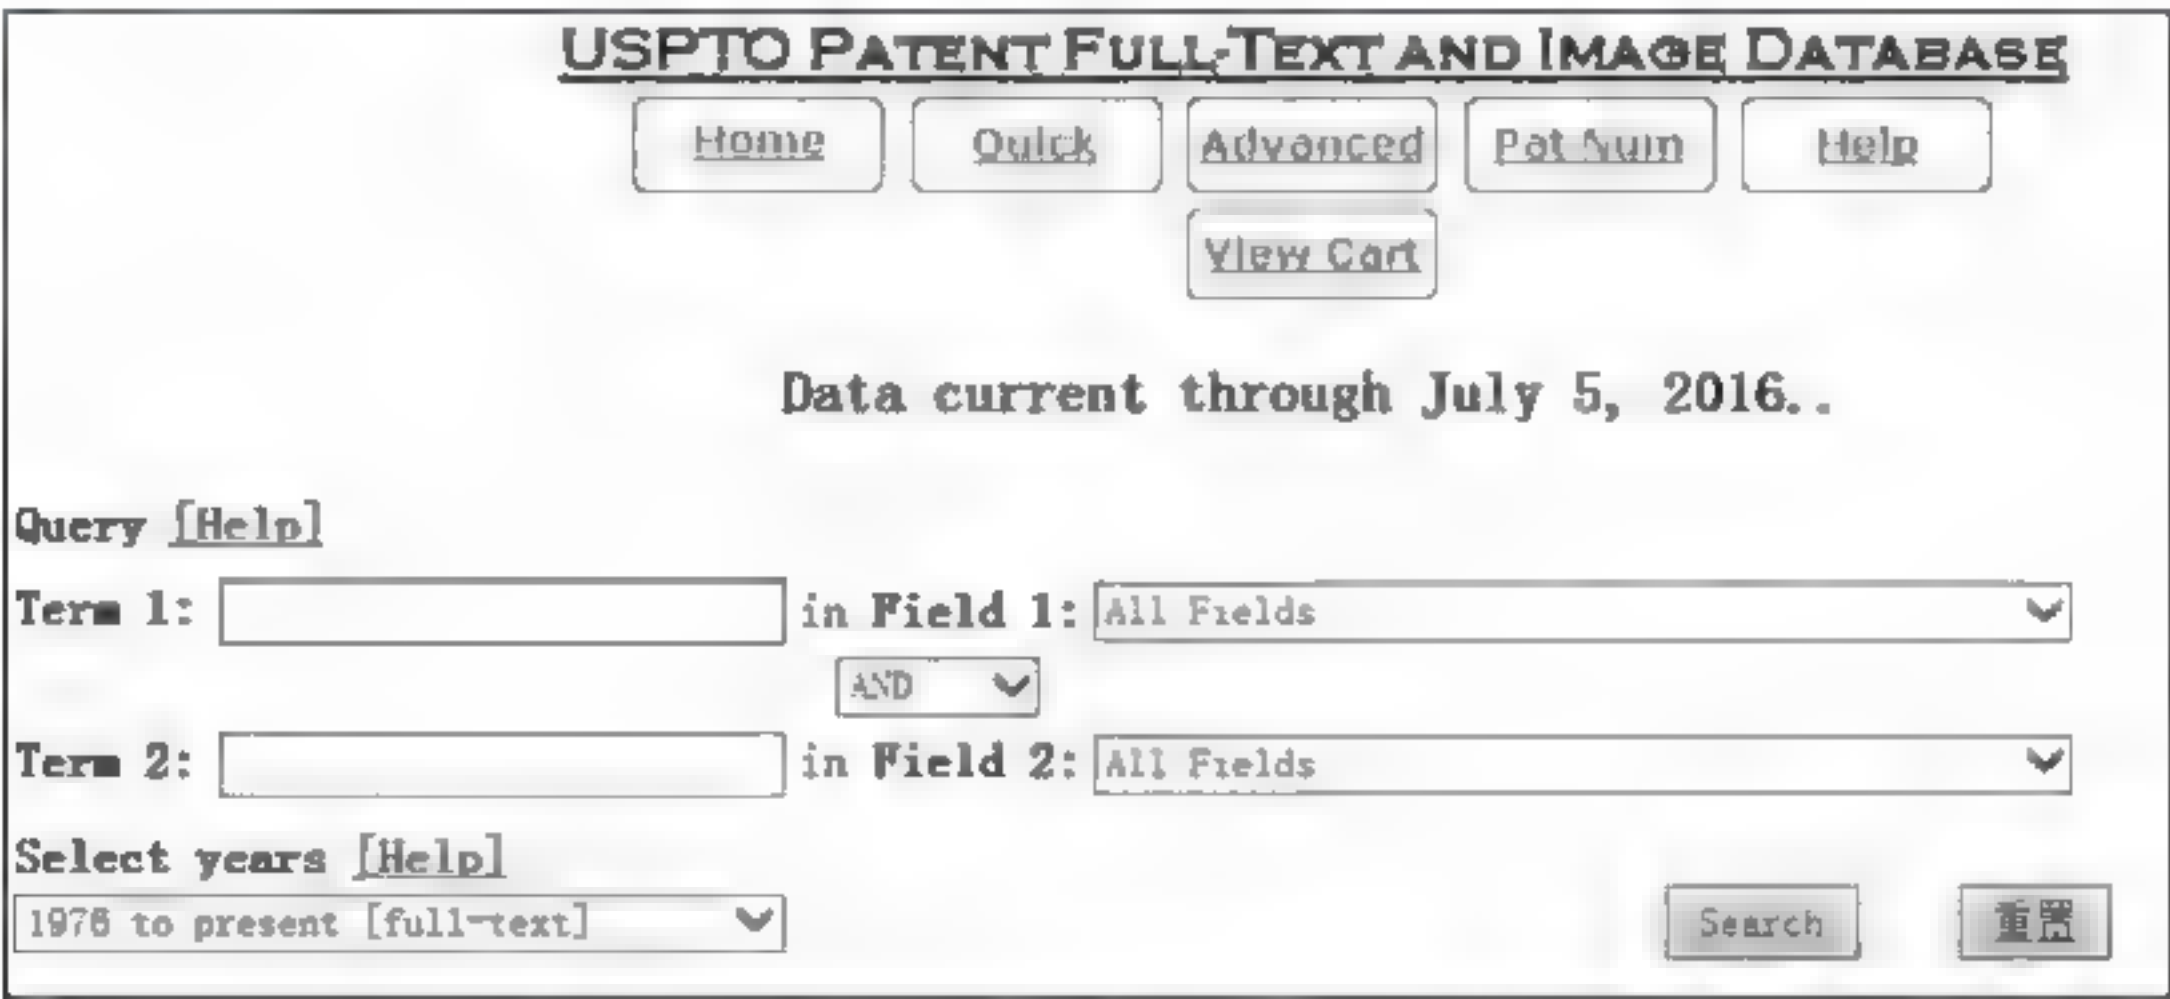 USPTO PATENT FULL-TEXT AND IMAGE DATABASE
Home Quick Advanced Pat Num Help
View Cart
Data current through July 5, 2016..
Query [Help]
Term 1: in Field 1: All Fields
AND
Term 2: in Field 2: All Fields
Select years [Help]
1976 to present [full-text] Search 重置